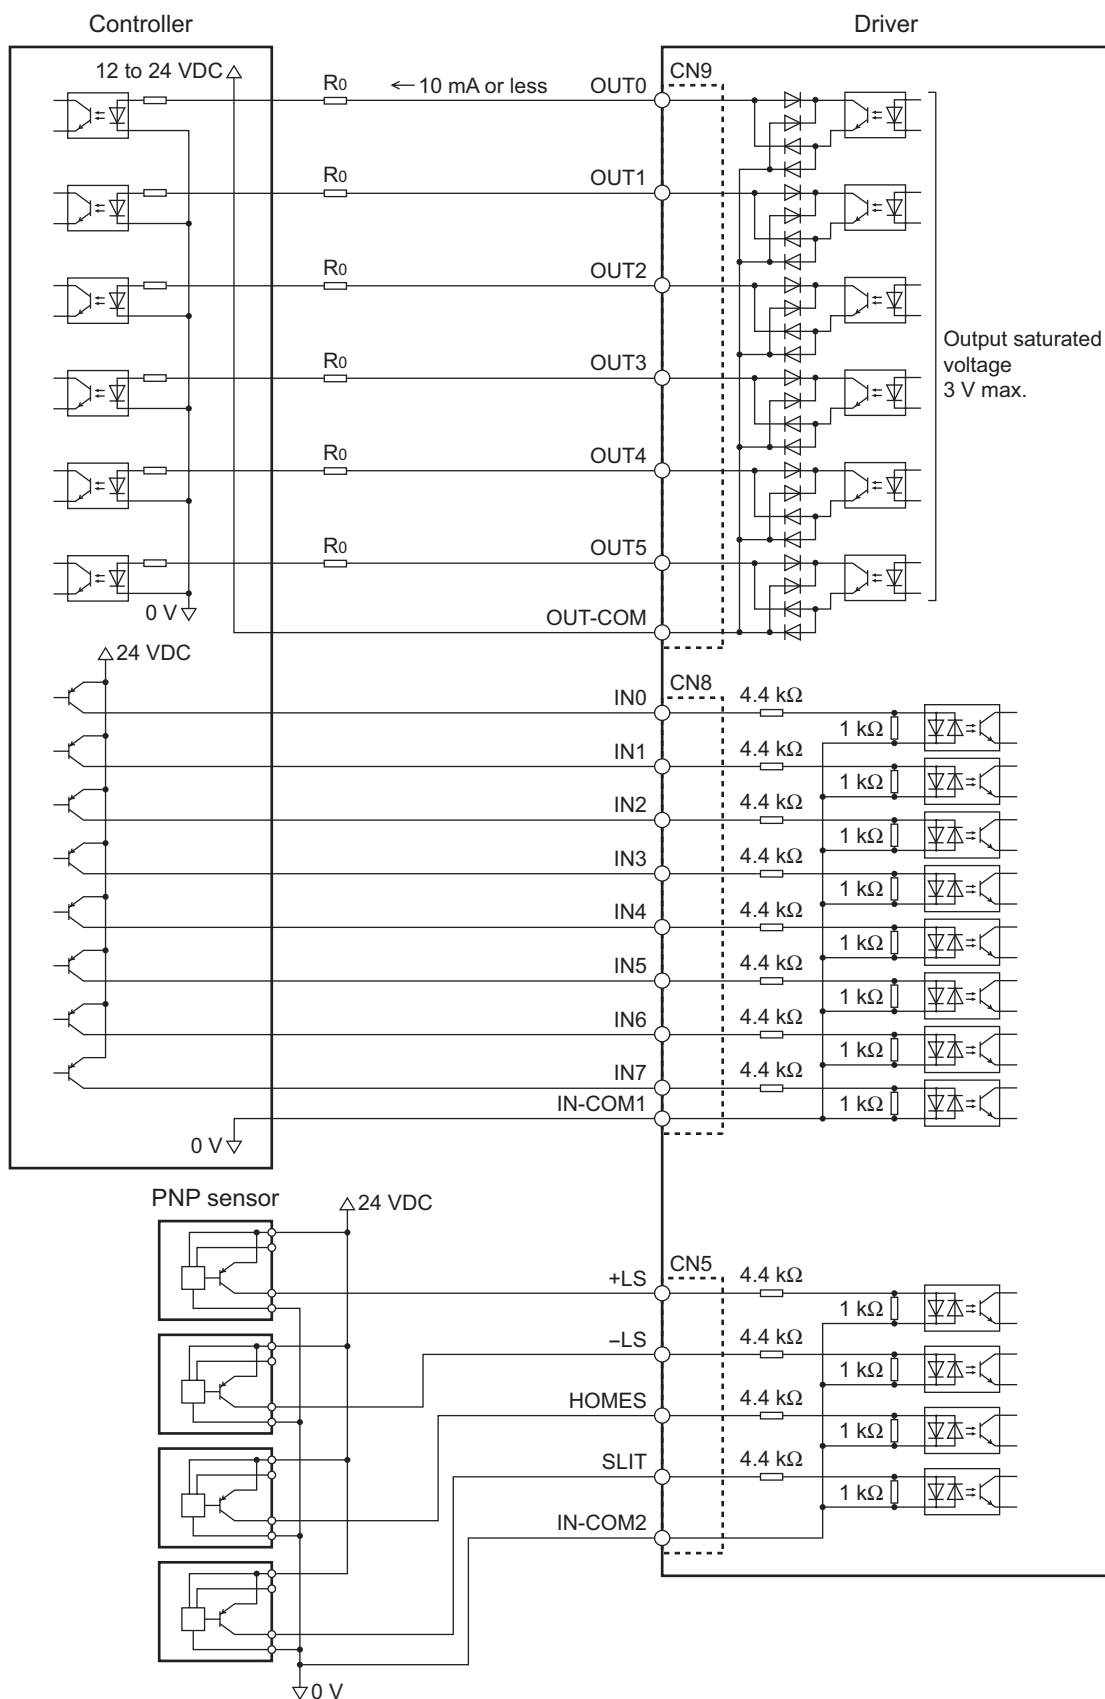 Controller
Driver
12 to 24 VDC
R0
← 10 mA or less
OUT0
CN9
R0
OUT1
R0
OUT2
R0
OUT3
Output saturated
voltage
3 V max.
R0
OUT4
R0
OUT5
0 V
OUT-COM
24 VDC
CN8
IN0
4.4 kΩ
1 kΩ
IN1
4.4 kΩ
1 kΩ
IN2
4.4 kΩ
1 kΩ
IN3
4.4 kΩ
1 kΩ
IN4
4.4 kΩ
1 kΩ
IN5
4.4 kΩ
1 kΩ
IN6
4.4 kΩ
1 kΩ
IN7
4.4 kΩ
1 kΩ
IN-COM1
0 V
PNP sensor
24 VDC
CN5
+LS
4.4 kΩ
1 kΩ
–LS
4.4 kΩ
1 kΩ
HOMES
4.4 kΩ
1 kΩ
SLIT
4.4 kΩ
1 kΩ
IN-COM2
0 V